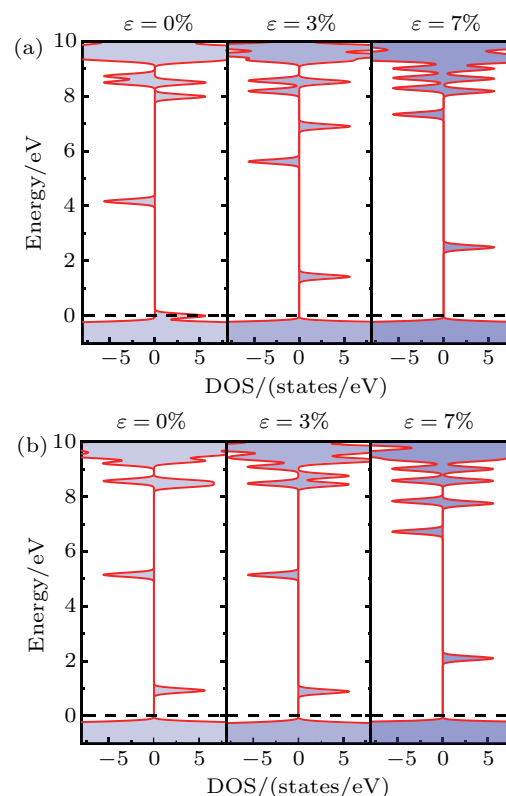 ε = 0% ε = 3% ε = 7%
(a)
10
8
6
4
2
0
Energy/eV
−5 0 5 −5 0 5 −5 0 5
DOS/(states/eV)
ε = 0% ε = 3% ε = 7%
(b)
10
8
6
4
2
0
Energy/eV
−5 0 5 −5 0 5 −5 0 5
DOS/(states/eV)